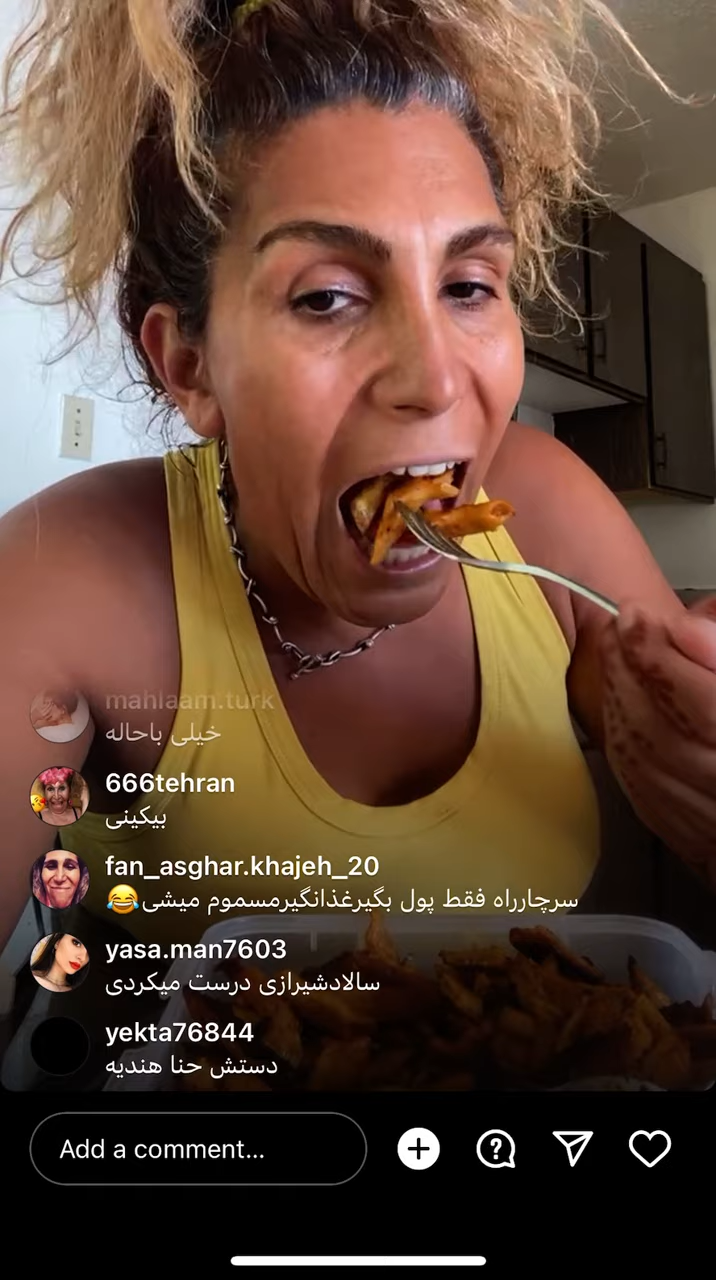 mahlaam.turk
خیلی باحاله
666tehran
بیکینی
fan_asghar.khajeh_20
سرچارراه فقط پول بگیرغذانگیرمسموم میشی😂
yasa.man7603
سالادشیرازی درست میکردی
yekta76844
دستش حنا هندیه
Add a comment...